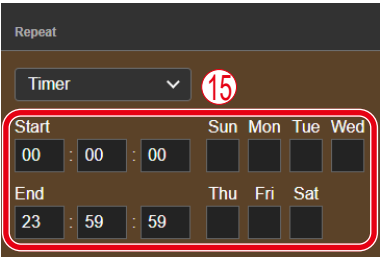 Repeat
Timer
15
Start Sun Mon Tue Wed
00 : 00 : 00
End Thu Fri Sat
23 : 59 : 59